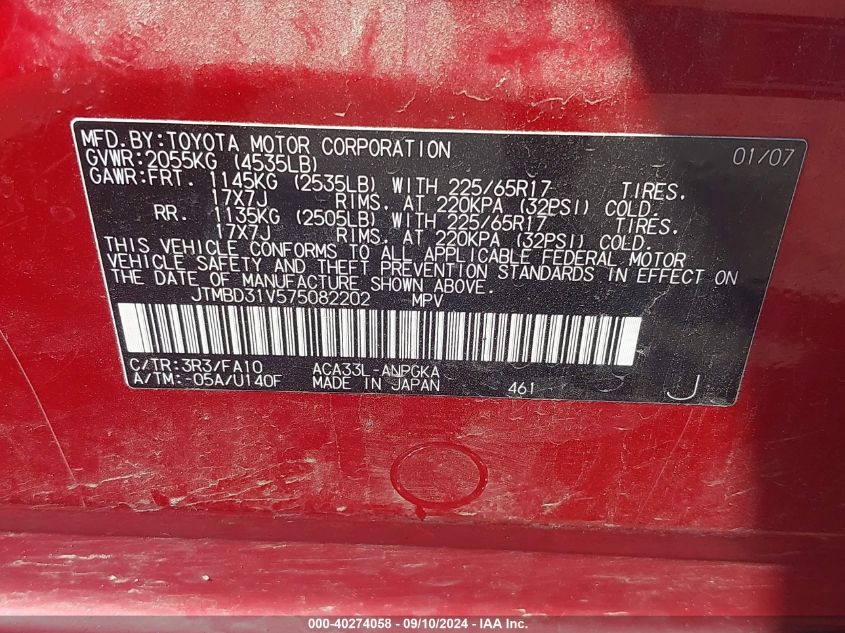 MFD.BY:TOYOTA MOTOR CORPORATION 01/07
GVWR:2055KG (4535LB)
GAWR:FRT. 1145KG (2535LB) WITH 225/65R17 TIRES.
17X7J RIMS. AT 220KPA (32PSI) COLD.
RR. 1135KG (2505LB) WITH 225/65R17 TIRES.
17X7J RIMS. AT 220KPA (32PSI) COLD.
THIS VEHICLE CONFORMS TO ALL APPLICABLE FEDERAL MOTOR
VEHICLE SAFETY AND THEFT PREVENTION STANDARDS IN EFFECT ON
THE DATE OF MANUFACTURE SHOWN ABOVE.
JTMBD31V575082202 MPV
C/TR:3R3/FA10 ACA33L-ANPGKA
A/TM:-05A/U140F MADE IN JAPAN 461 J
000-40274058 - 09/10/2024 - IAA Inc.